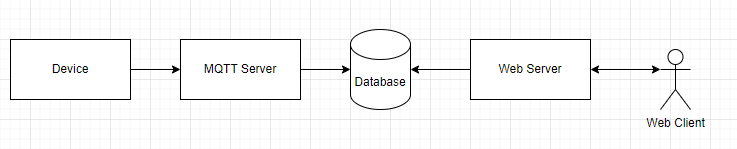 Device
MQTT Server
Database
Web Server
Web Client